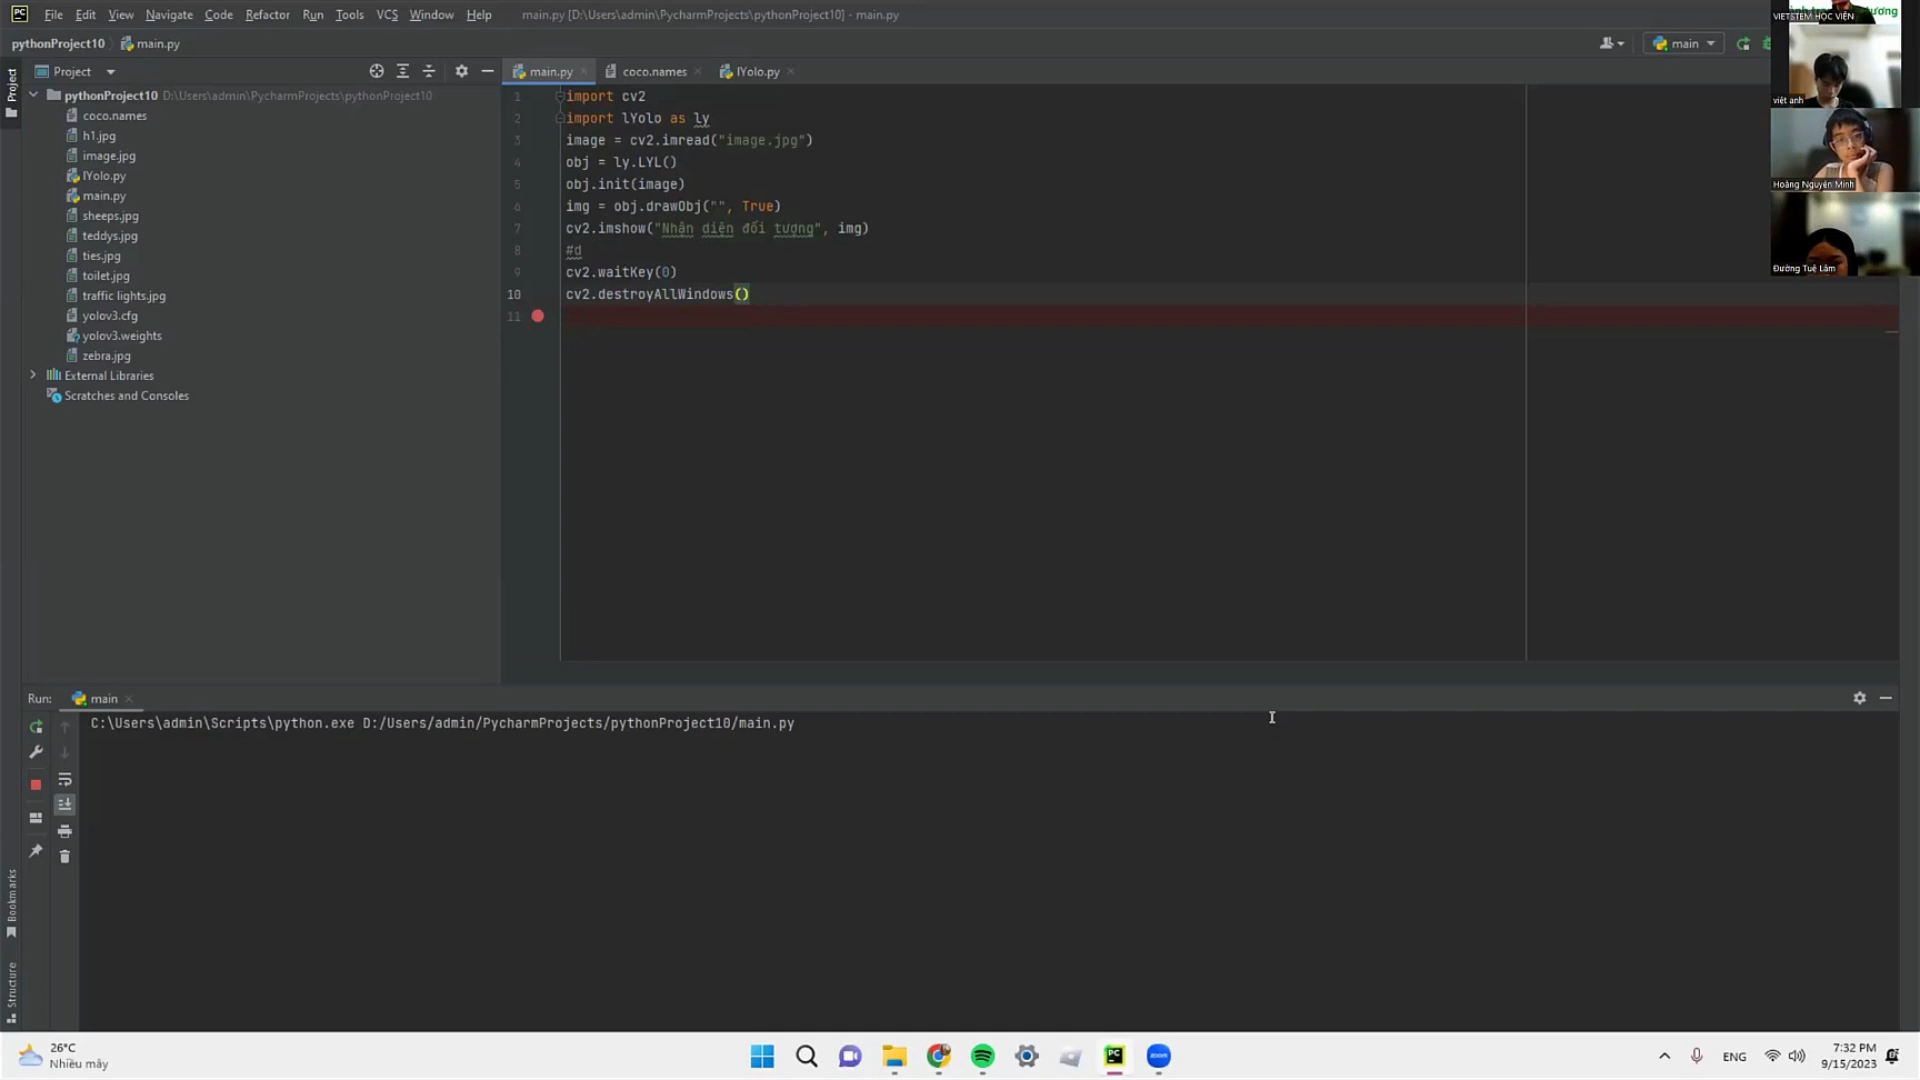 File Edit View Navigate Code Refactor Run Tools VCS Window Help main.py [D:\Users\admin\PycharmProjects\pythonProject10] - main.py
pythonProject10 main.py
main
Project
main.py coco.names lYolo.py
Project
pythonProject10 D:\Users\admin\PycharmProjects\pythonProject10
coco.names
h1.jpg
image.jpg
lYolo.py
main.py
sheeps.jpg
teddys.jpg
ties.jpg
toilet.jpg
traffic lights.jpg
yolov3.cfg
yolov3.weights
zebra.jpg
External Libraries
Scratches and Consoles
1 import cv2
2 import lYolo as ly
3 image = cv2.imread("image.jpg")
4 obj = ly.LYL()
5 obj.init(image)
6 img = obj.drawObj("", True)
7 cv2.imshow("Nhận diện đối tượng", img)
8 #d
9 cv2.waitKey(0)
10 cv2.destroyAllWindows()
11
VIETSTEM HỌC VIỆN
việt anh
Hoàng Nguyên Minh
Đường Tuệ Lâm
Run: main
C:\Users\admin\Scripts\python.exe D:/Users/admin/PycharmProjects/pythonProject10/main.py
Bookmarks
Structure
26°C
Nhiều mây
PC
zoom
ENG
7:32 PM
9/15/2023